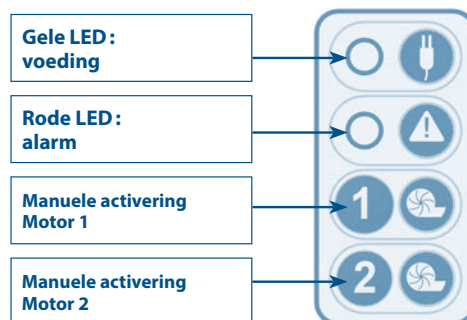 Gele LED :
voeding
Rode LED :
alarm
Manuele activering
Motor 1
1
Manuele activering
Motor 2
2